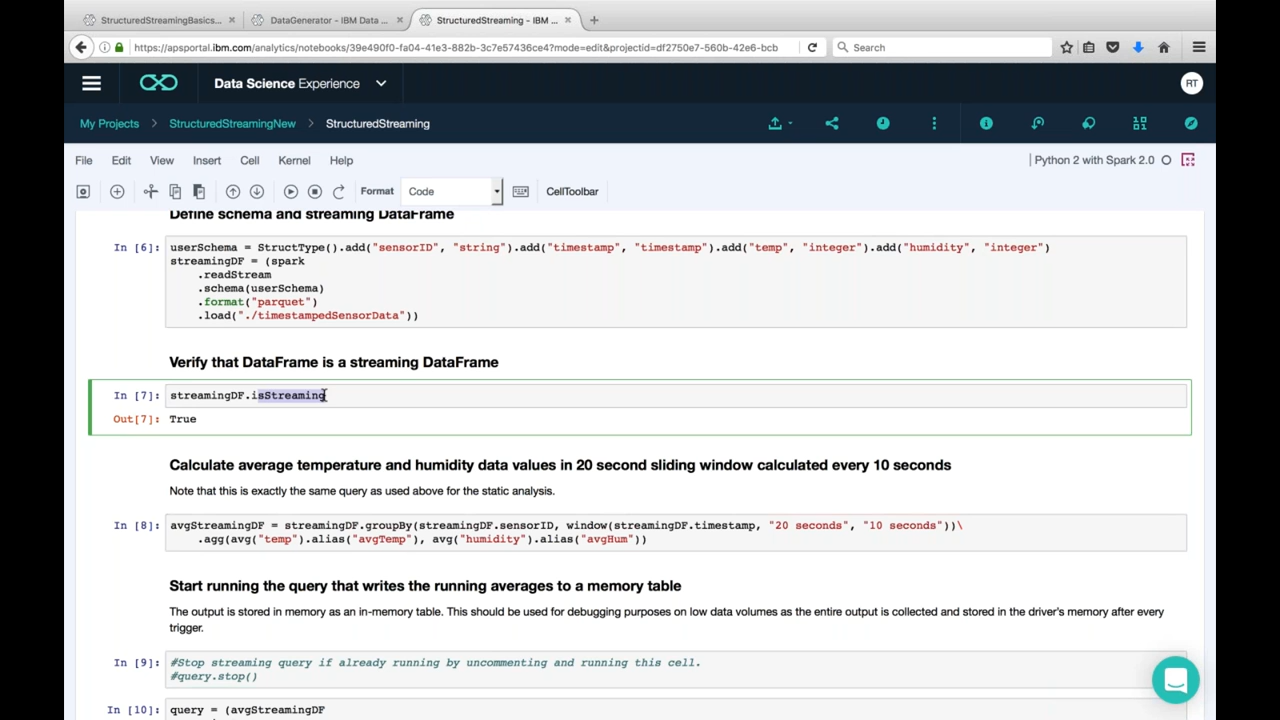 StructuredStreamingBasics...
DataGenerator - IBM Data ...
StructuredStreaming - IBM ...
https://apsportal.ibm.com/analytics/notebooks/39e490f0-fa04-41e3-882b-3c7e57436ce4?mode=edit&projectid=df2750e7-560b-42e6-bcb
Search
Data Science Experience
RT
My Projects > StructuredStreamingNew > StructuredStreaming
File Edit View Insert Cell Kernel Help
Python 2 with Spark 2.0
Format Code CellToolbar
Define schema and streaming DataFrame
In [6]: userSchema = StructType().add("sensorID", "string").add("timestamp", "timestamp").add("temp", "integer").add("humidity", "integer")
streamingDF = (spark
.readStream
.schema(userSchema)
.format("parquet")
.load("./timestampedSensorData"))
Verify that DataFrame is a streaming DataFrame
In [7]: streamingDF.isStreaming
Out[7]: True
Calculate average temperature and humidity data values in 20 second sliding window calculated every 10 seconds
Note that this is exactly the same query as used above for the static analysis.
In [8]: avgStreamingDF = streamingDF.groupBy(streamingDF.sensorID, window(streamingDF.timestamp, "20 seconds", "10 seconds"))\
.agg(avg("temp").alias("avgTemp"), avg("humidity").alias("avgHum"))
Start running the query that writes the running averages to a memory table
The output is stored in memory as an in-memory table. This should be used for debugging purposes on low data volumes as the entire output is collected and stored in the driver's memory after every
trigger.
In [9]: #Stop streaming query if already running by uncommenting and running this cell.
#query.stop()
In [10]: query = (avgStreamingDF